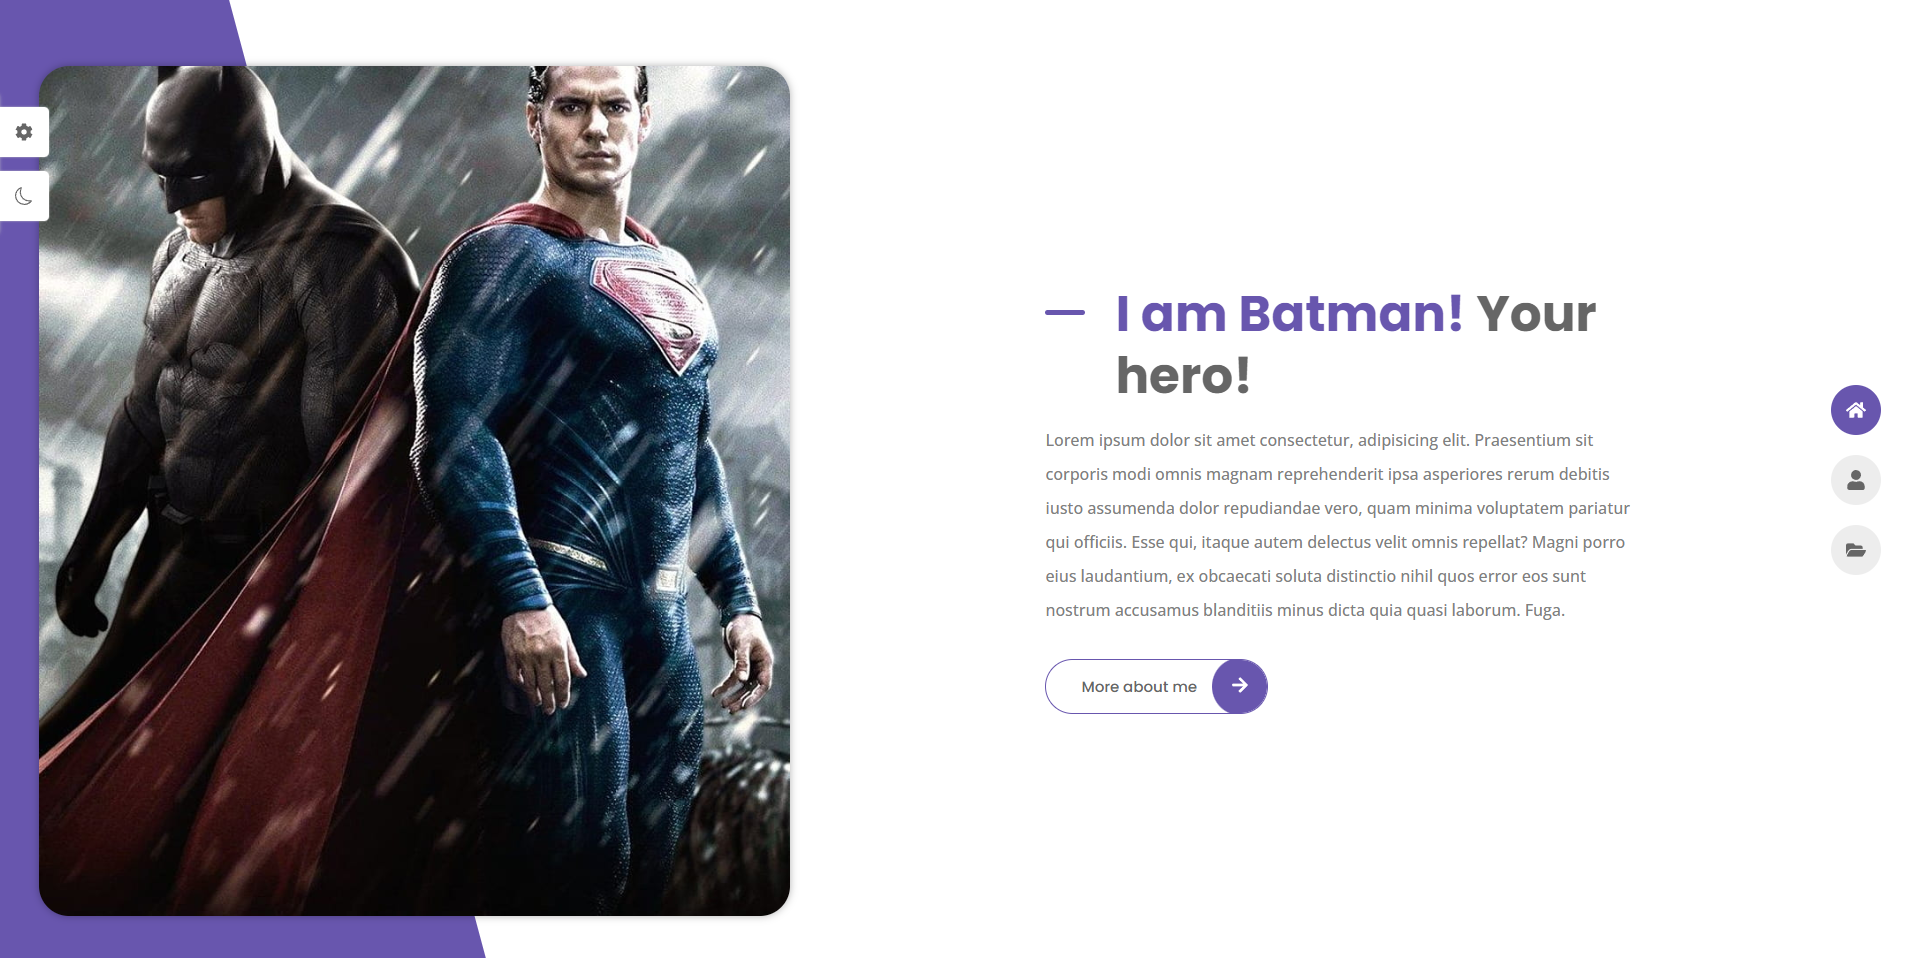 I am Batman! Your
hero!
Lorem ipsum dolor sit amet consectetur, adipisicing elit. Praesentium sit
corporis modi omnis magnam reprehenderit ipsa asperiores rerum debitis
iusto assumenda dolor repudiandae vero, quam minima voluptatem pariatur
qui officiis. Esse qui, itaque autem delectus velit omnis repellat? Magni porro
eius laudantium, ex obcaecati soluta distinctio nihil quos error eos sunt
nostrum accusamus blanditiis minus dicta quia quasi laborum. Fuga.
More about me